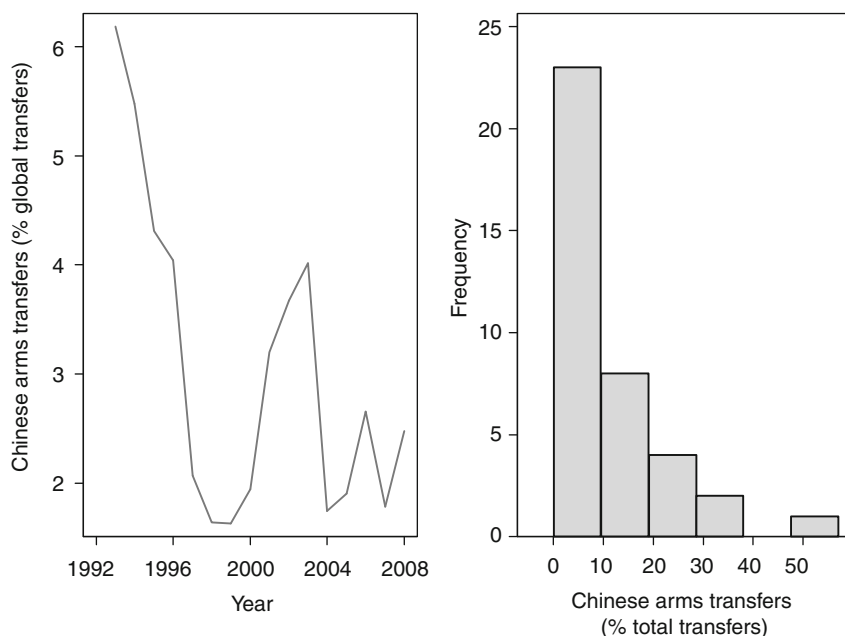 Chinese arms transfers (% global transfers)
6
5
4
3
2
1992 1996 2000 2004 2008
Year
Frequency
25
20
15
10
5
0
0 10 20 30 40 50
Chinese arms transfers
(% total transfers)